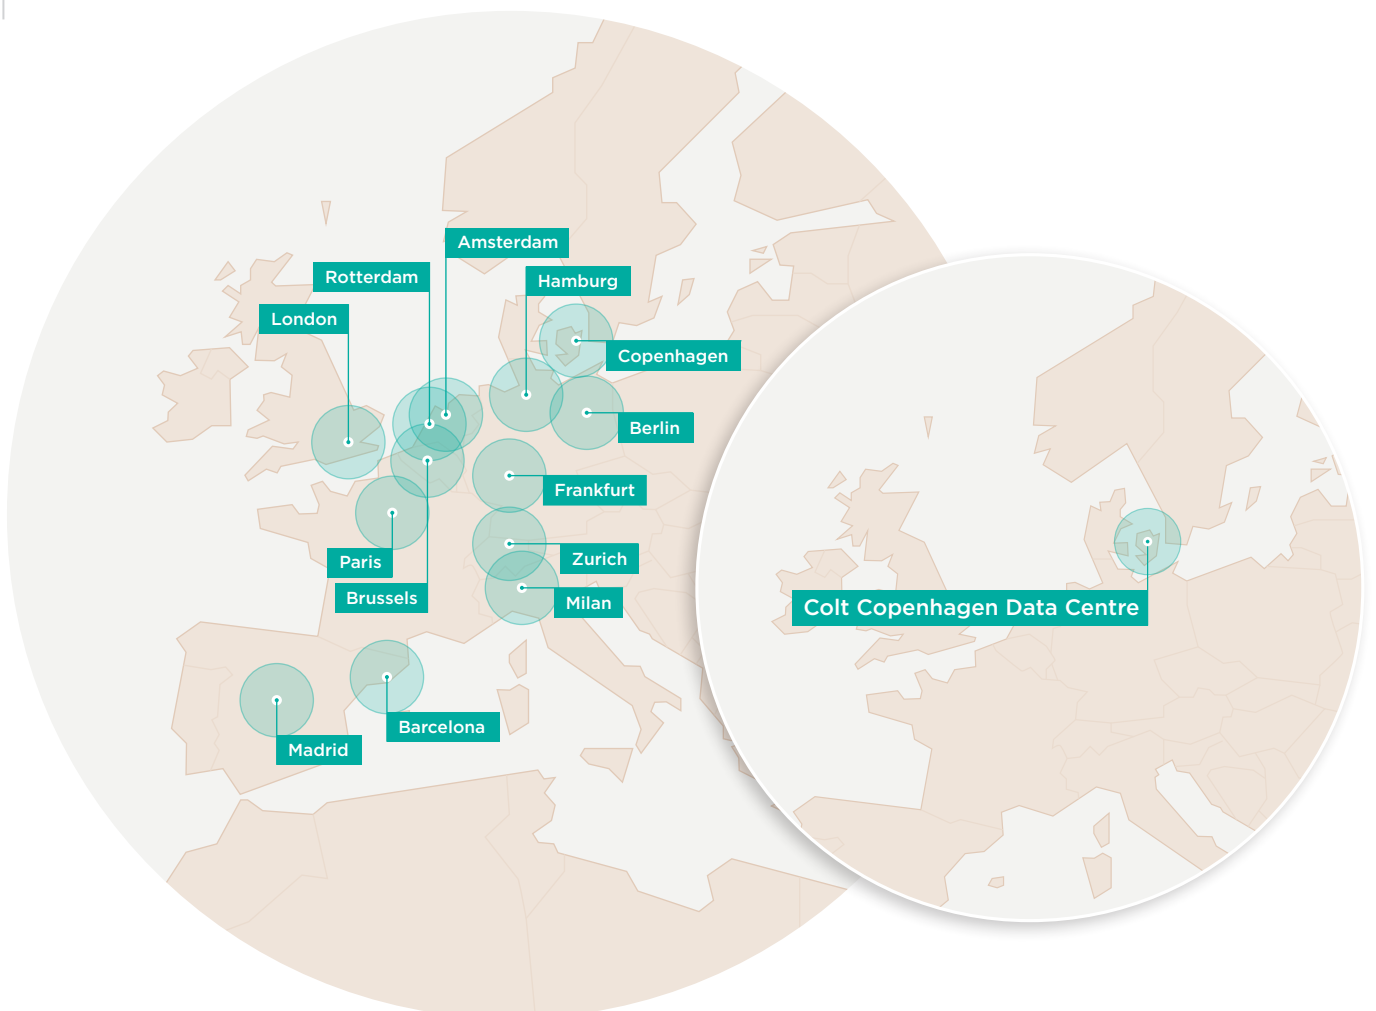 Amsterdam
Rotterdam
Hamburg
London
Copenhagen
Berlin
Frankfurt
Paris
Zurich
Brussels
Milan
Barcelona
Madrid
Colt Copenhagen Data Centre